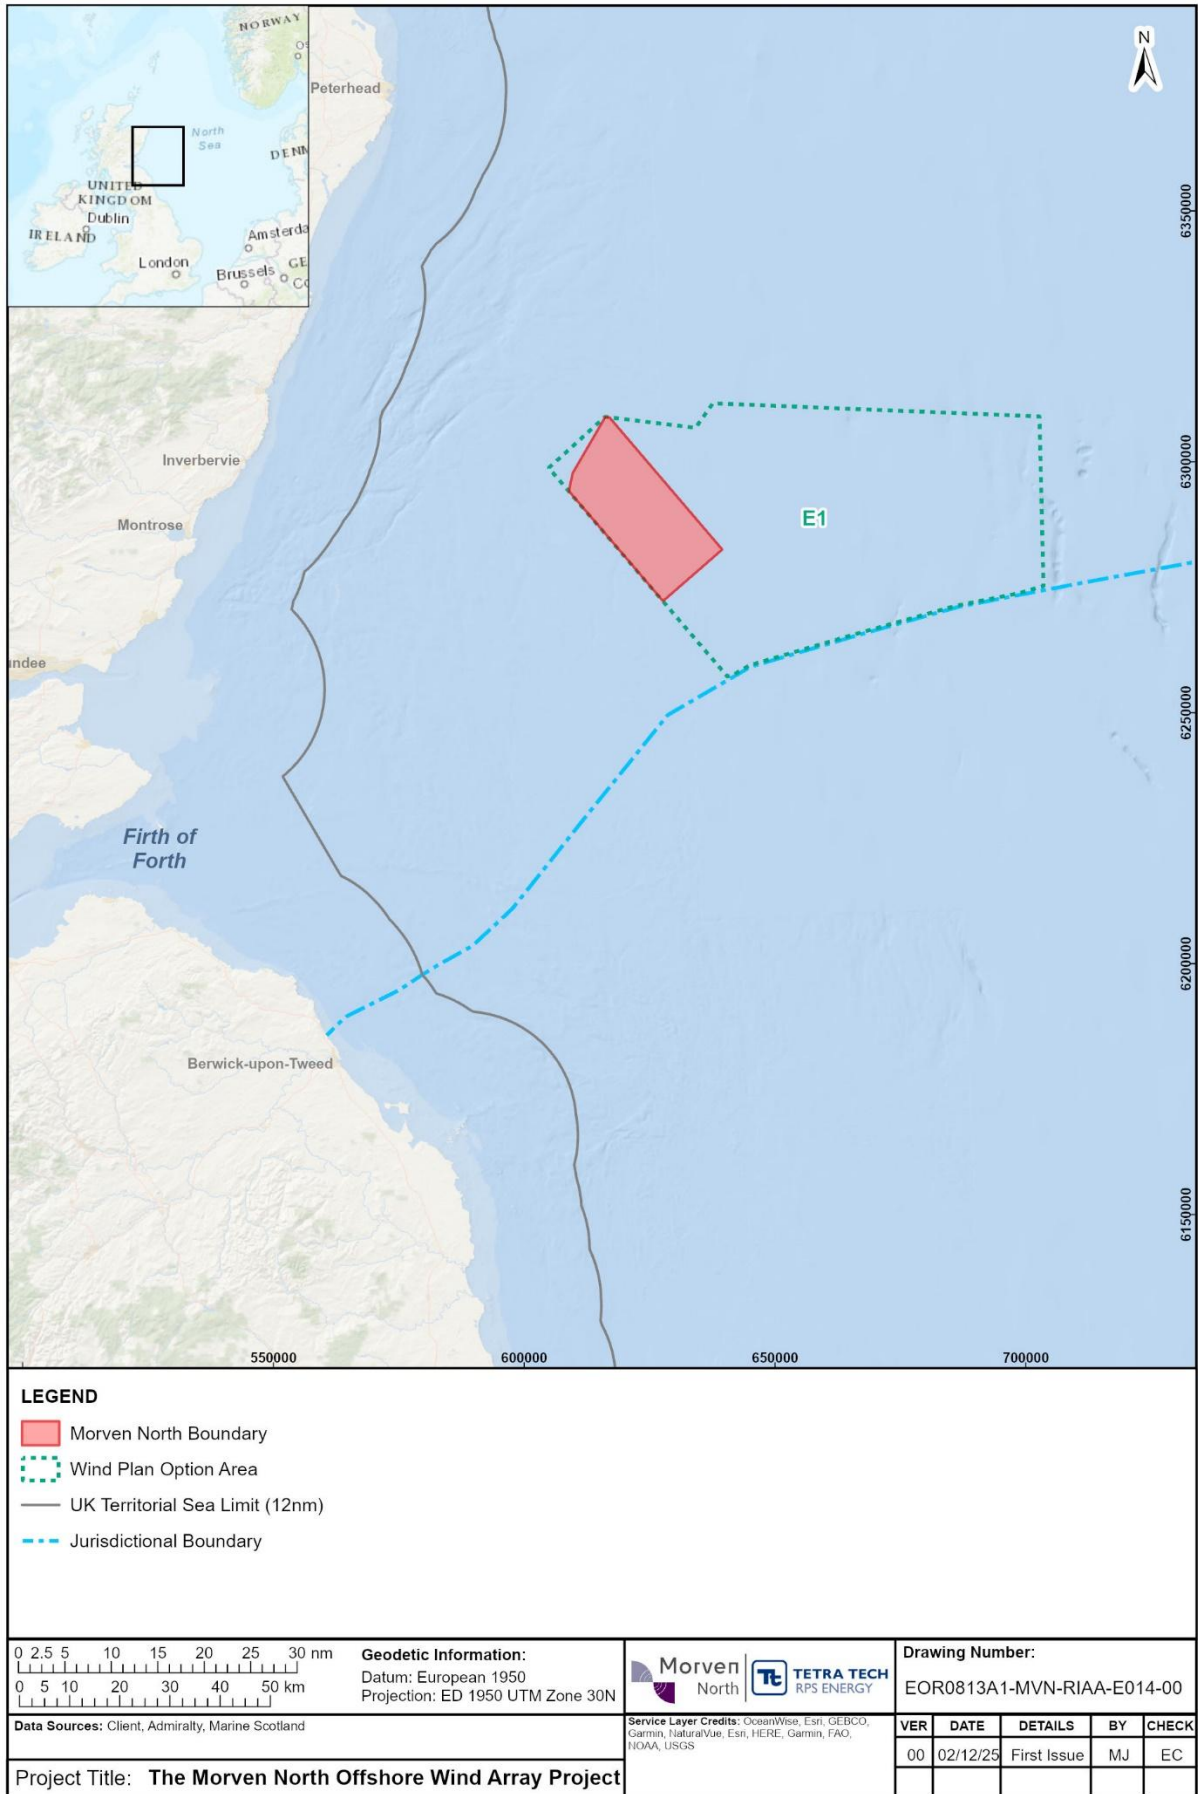 NORWAY
Os
North
Sea
DENM
UNITED
KINGDOM
Dublin
IRELAND
Amsterda
London
Brussels
GE
Co
Peterhead
N
6350000
Inverbervie
6300000
Montrose
E1
undee
6250000
Firth of
Forth
6200000
Berwick-upon-Tweed
6150000
550000 600000 650000 700000
LEGEND
Morven North Boundary
Wind Plan Option Area
UK Territorial Sea Limit (12nm)
Jurisdictional Boundary
0 2.5 5 10 15 20 25 30 nm
0 5 10 20 30 40 50 km
Geodetic Information:
Datum: European 1950
Projection: ED 1950 UTM Zone 30N
Morven
North
Tt
TETRA TECH
RPS ENERGY
Drawing Number:
EOR0813A1-MVN-RIAA-E014-00
Data Sources: Client, Admiralty, Marine Scotland
Service Layer Credits: OceanWise, Esri, GEBCO,
Garmin, NaturalVue, Esri, HERE, Garmin, FAO,
NOAA, USGS
VER DATE DETAILS BY CHECK
00 02/12/25 First Issue MJ EC
Project Title: The Morven North Offshore Wind Array Project